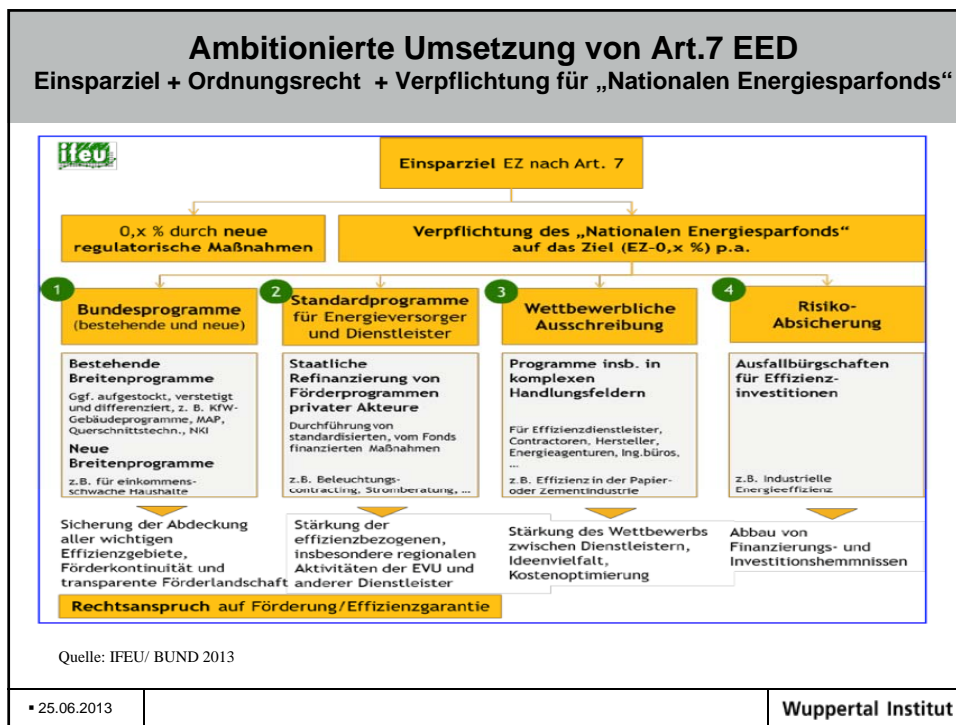 Ambitionierte Umsetzung von Art.7 EED
Einsparziel + Ordnungsrecht + Verpflichtung für „Nationalen Energiesparfonds“
ifeu
Einsparziel EZ nach Art. 7
0,x % durch neue
regulatorische Maßnahmen
Verpflichtung des „Nationalen Energiesparfonds“
auf das Ziel (EZ-0,x %) p.a.
1
Bundesprogramme
(bestehende und neue)
Bestehende
Breitenprogramme
Ggf. aufgestockt, verstetigt
und differenziert, z. B. KfW-
Gebäudeprogramme, MAP,
Querschnittstechn., NKI
Neue
Breitenprogramme
z.B. für einkommens-
schwache Haushalte
Sicherung der Abdeckung
aller wichtigen
Effizienzgebiete,
Förderkontinuität und
transparente Förderlandschaft
2
Standardprogramme
für Energieversorger
und Dienstleister
Staatliche
Refinanzierung von
Förderprogrammen
privater Akteure
Durchführung von
standardisierten, vom Fonds
finanzierten Maßnahmen
z.B. Beleuchtungs-
contracting, Stromberatung, ...
Stärkung der
effizienzbezogenen,
insbesondere regionalen
Aktivitäten der EVU und
anderer Dienstleister
3
Wettbewerbliche
Ausschreibung
Programme insb. in
komplexen
Handlungsfeldern
Für Effizienzdienstleister,
Contractoren, Hersteller,
Energieagenturen, Ing.büros,
...
z.B. Effizienz in der Papier-
oder Zementindustrie
Stärkung des Wettbewerbs
zwischen Dienstleistern,
Ideenvielfalt,
Kostenoptimierung
4
Risiko-
Absicherung
Ausfallbürgschaften
für Effizienz-
investitionen
z.B. Industrielle
Energieeffizienz
Abbau von
Finanzierungs- und
Investitionshemmnissen
Rechtsanspruch auf Förderung/Effizienzgarantie
Quelle: IFEU/ BUND 2013
▪ 25.06.2013
Wuppertal Institut